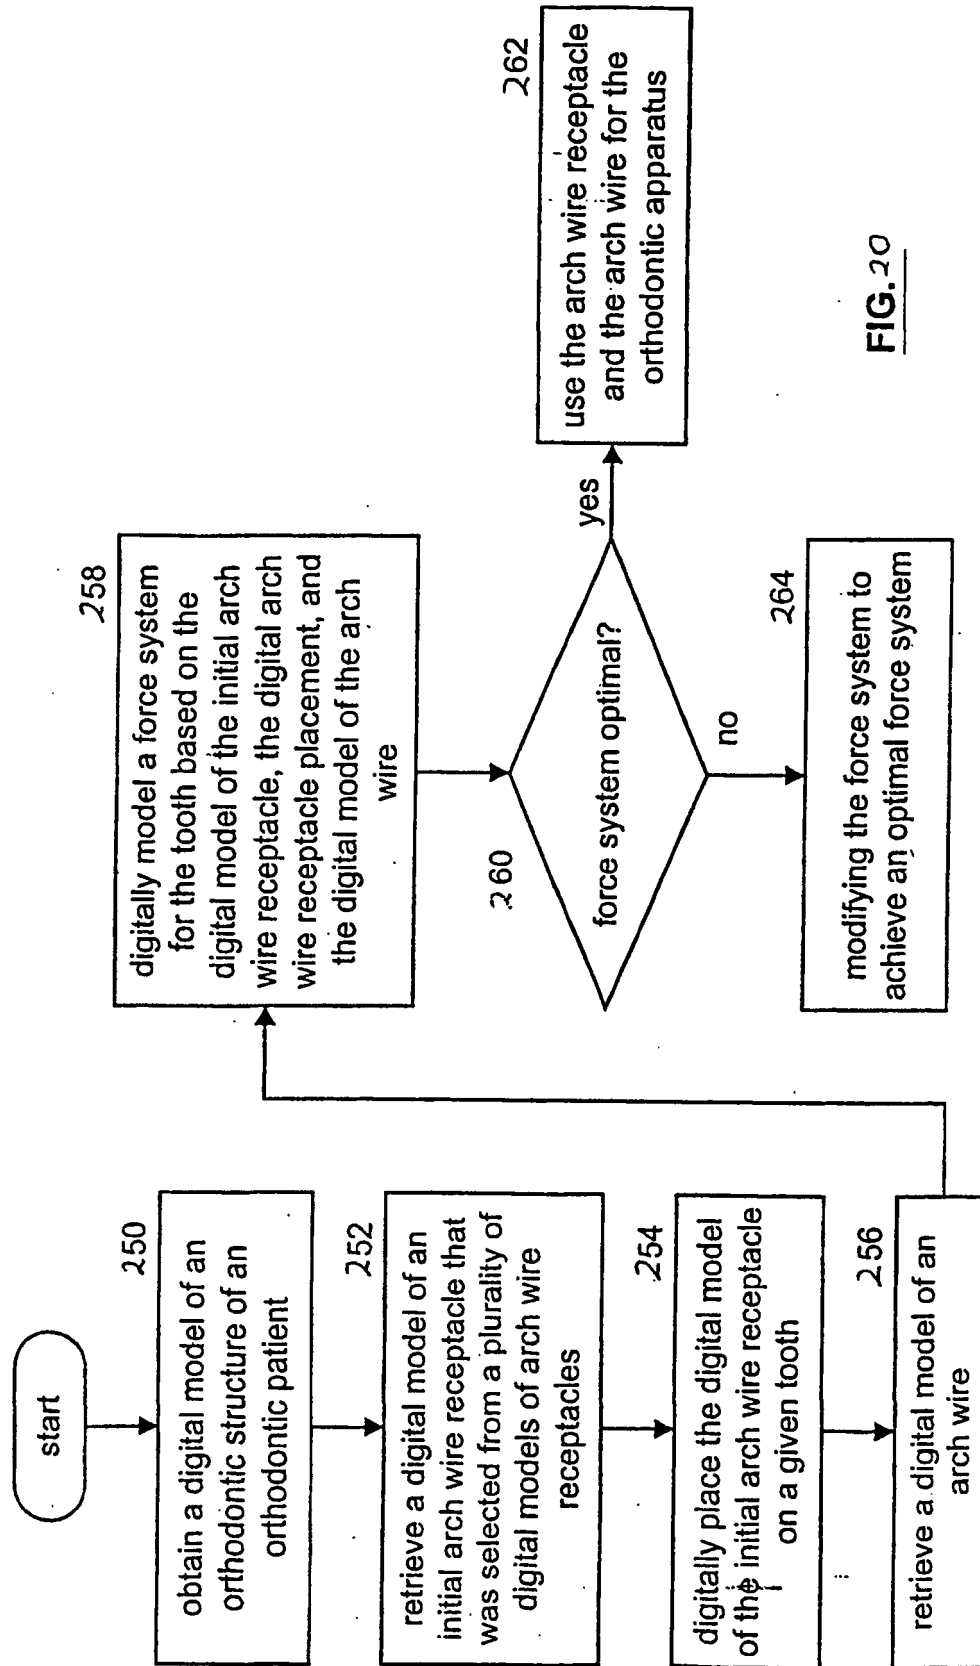 start
250
obtain a digital model of an
orthodontic structure of an
orthodontic patient
252
retrieve a digital model of an
initial arch wire receptacle that
was selected from a plurality of
digital models of arch wire
receptacles
254
digitally place the digital model
of the initial arch wire receptacle
on a given tooth
256
retrieve a digital model of an
arch wire
258
digitally model a force system
for the tooth based on the
digital model of the initial arch
wire receptacle, the digital arch
wire receptacle placement, and
the digital model of the arch
wire
260
force system optimal?
yes
no
262
use the arch wire receptacle
and the arch wire for the
orthodontic apparatus
264
modifying the force system to
achieve an optimal force system
FIG. 20